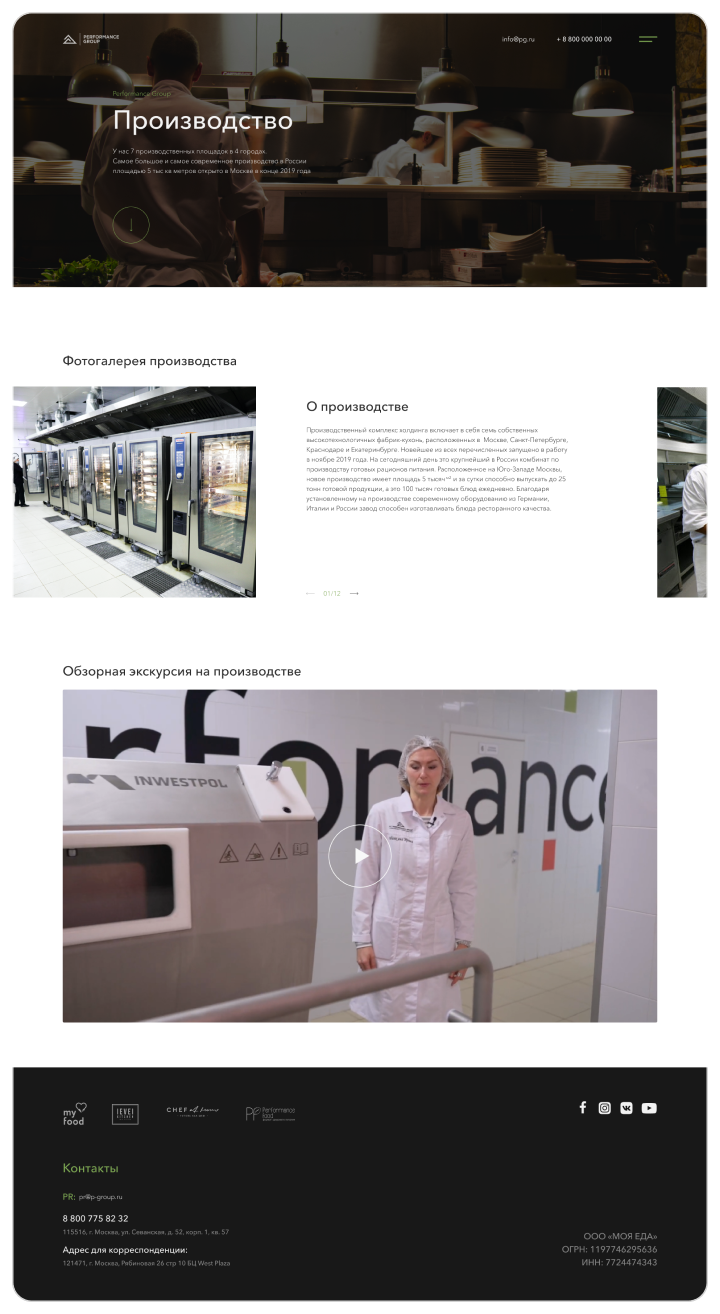 PERFORMANCE
GROUP
info@pg.ru
+ 8 800 000 00 00
Performance Group
Производство
У нас 7 производственных площадок в 4 городах.
Самое большое и самое современное производство в России
площадью 5 тыс кв метров открыто в Москве в конце 2019 года
Фотогалерея производства
О производстве
Производственный комплекс холдинга включает в себя семь собственных
высокотехнологичных фабрик-кухонь, расположенных в Москве, Санкт-Петербурге,
Краснодаре и Екатеринбурге. Новейшее из всех перечисленных запущено в работу
в ноябре 2019 года. На сегодняшний день это крупнейший в России комбинат по
производству готовых рационов питания. Расположенное на Юго-Западе Москвы,
новое производство имеет площадь 5 тысяч м² и за сутки способно выпускать до 25
тонн готовой продукции, а это 100 тысяч готовых блюд ежедневно. Благодаря
установленному на производстве современному оборудованию из Германии,
Италии и России завод способен изготавливать блюда ресторанного качества.
01/12
Обзорная экскурсия на производстве
rformance
INWESTPOL
my
food
LEVEL
KITCHEN
CHEF at home
Performance
food
Контакты
PR: pr@p-group.ru
8 800 775 82 32
115516, г. Москва, ул. Севанская, д. 52, корп. 1, кв. 57
Адрес для корреспонденции:
121471, г. Москва, Рябиновая 26 стр 10 БЦ West Plaza
ООО «МОЯ ЕДА»
ОГРН: 1197746295636
ИНН: 7724474343